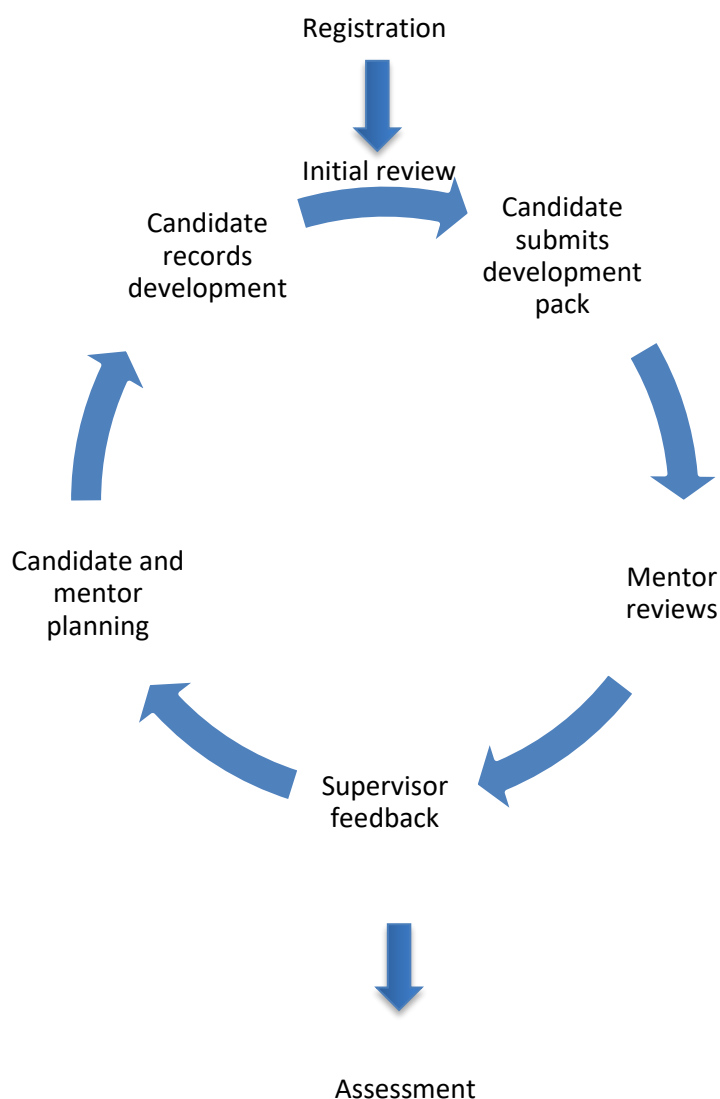 Registration
Initial review
Candidate
records
development
Candidate
submits
development
pack
Candidate and
mentor
planning
Mentor
reviews
Supervisor
feedback
Assessment